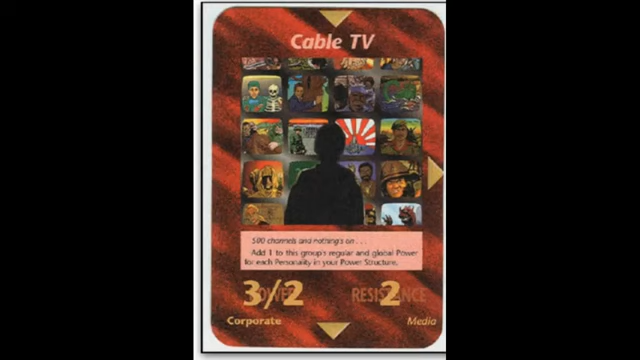 Cable TV
500 channels and nothing's on . . .
Add 1 to this group's regular and global Power
for each Personality in your Power Structure.
POWER
3/2
RESISTANCE
2
Corporate
Media